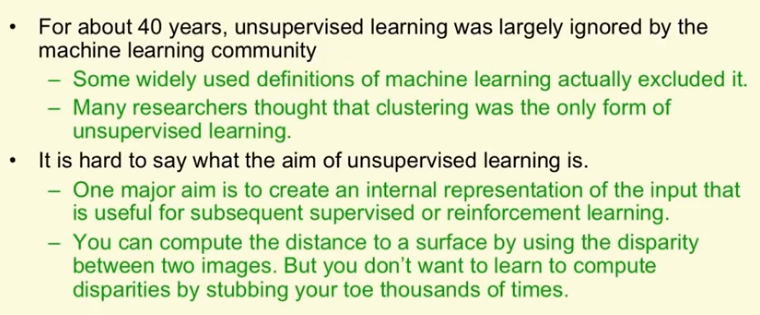 • For about 40 years, unsupervised learning was largely ignored by the
machine learning community
– Some widely used definitions of machine learning actually excluded it.
– Many researchers thought that clustering was the only form of
unsupervised learning.
• It is hard to say what the aim of unsupervised learning is.
– One major aim is to create an internal representation of the input that
is useful for subsequent supervised or reinforcement learning.
– You can compute the distance to a surface by using the disparity
between two images. But you don’t want to learn to compute
disparities by stubbing your toe thousands of times.